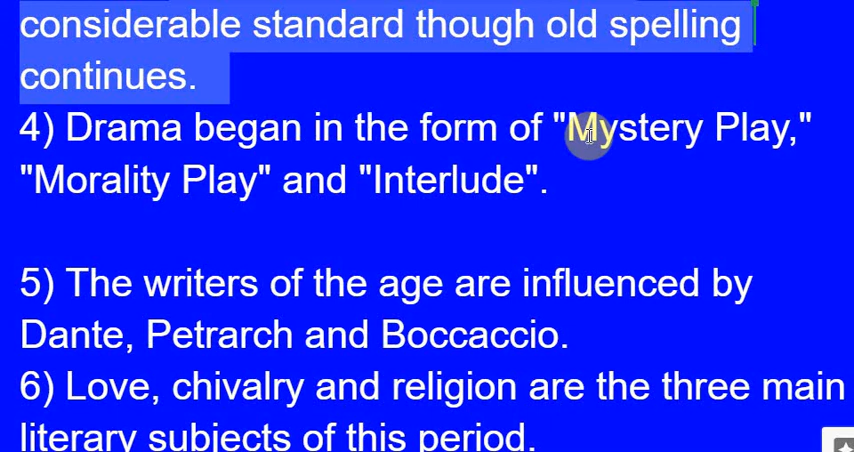 considerable standard though old spelling
continues.
4) Drama began in the form of "Mystery Play,"
"Morality Play" and "Interlude".
5) The writers of the age are influenced by
Dante, Petrarch and Boccaccio.
6) Love, chivalry and religion are the three main
literary subjects of this period.